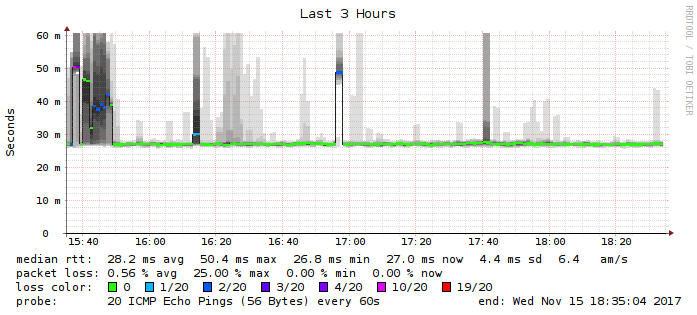 Last 3 Hours
RRDTOOL / TOBI OETIKER
Seconds
60 m
50 m
40 m
30 m
20 m
10 m
0
15:40 16:00 16:20 16:40 17:00 17:20 17:40 18:00 18:20
median rtt: 28.2 ms avg 50.4 ms max 26.8 ms min 27.0 ms now 4.4 ms sd 6.4 am/s
packet loss: 0.56 % avg 25.00 % max 0.00 % min 0.00 % now
loss color: 0 1/20 2/20 3/20 4/20 10/20 19/20
probe: 20 ICMP Echo Pings (56 Bytes) every 60s end: Wed Nov 15 18:35:04 2017